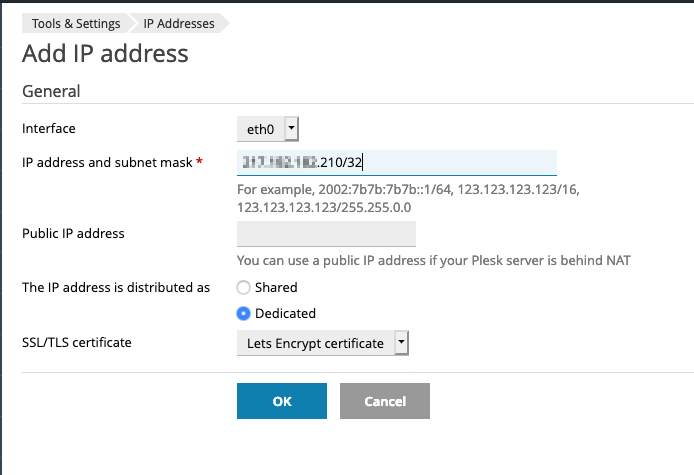 Tools & Settings IP Addresses
Add IP address
General
Interface eth0
IP address and subnet mask * .210/32
For example, 2002:7b7b:7b7b::1/64, 123.123.123.123/16,
123.123.123.123/255.255.0.0
Public IP address
You can use a public IP address if your Plesk server is behind NAT
The IP address is distributed as Shared
Dedicated
SSL/TLS certificate Lets Encrypt certificate
OK Cancel